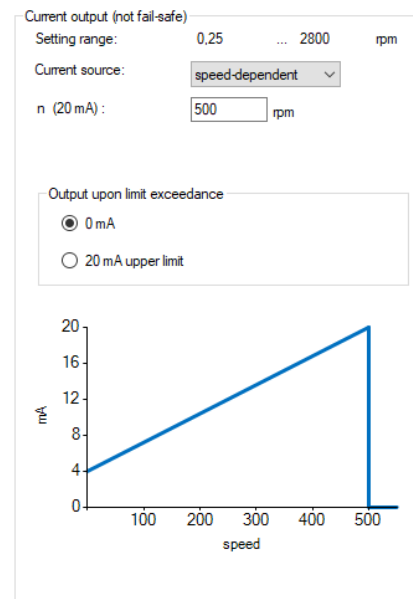 Current output (not fail-safe)
Setting range: 0,25 ... 2800 rpm
Current source: speed-dependent
n (20 mA) : 500 rpm
Output upon limit exceedance
0 mA
20 mA upper limit
20
16
12
mA
8
4
0
100 200 300 400 500
speed